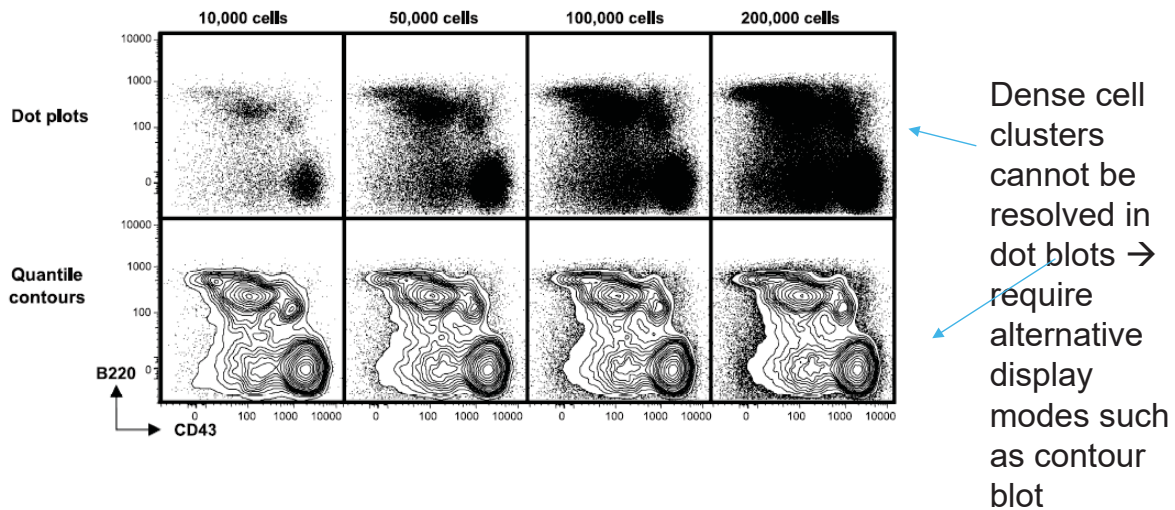 10,000 cells 50,000 cells 100,000 cells 200,000 cells
10000
1000
Dot plots
100
0
10000
Quantile
contours
1000
100
0
B220
CD43
0 100 1000 10000 0 100 1000 10000 0 100 1000 10000 0 100 1000 10000
Dense cell
clusters
cannot be
resolved in
dot blots →
require
alternative
display
modes such
as contour
blot